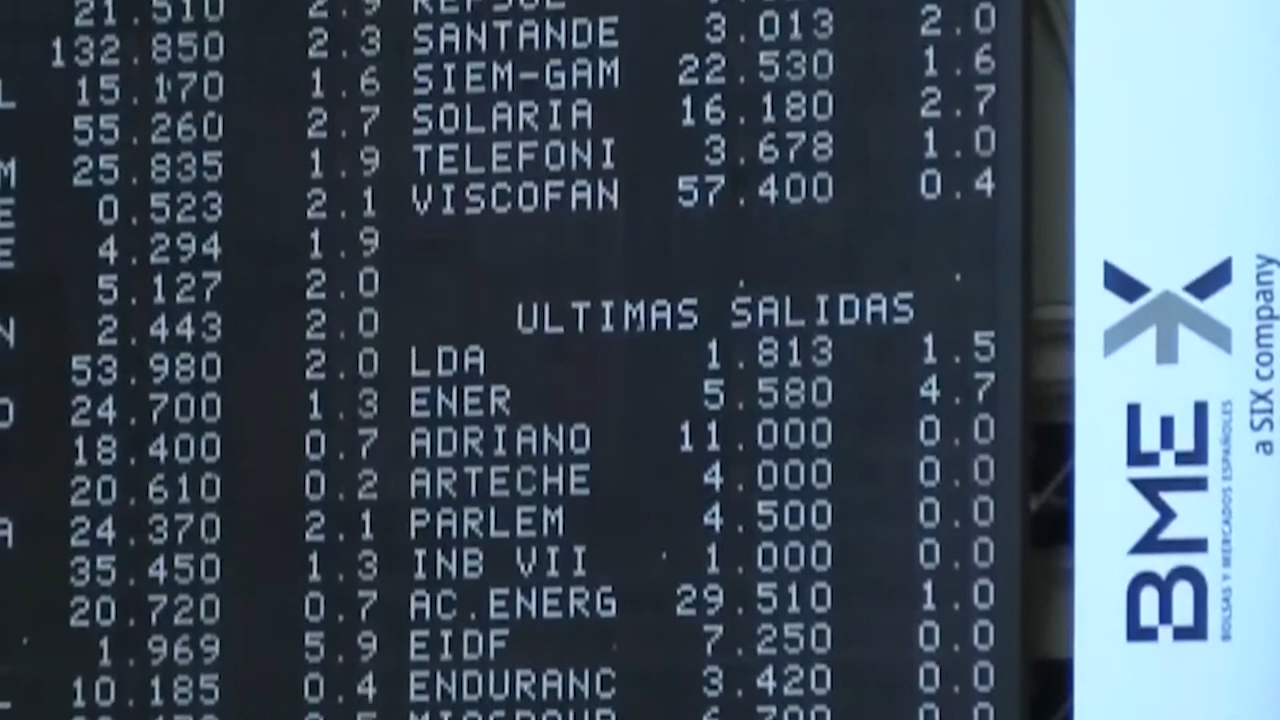 21.510 2.9 REPSOL
132.850 2.3 SANTANDE 3.013 2.0
L 15.170 1.6 SIEM-GAM 22.530 1.6
55.260 2.7 SOLARIA 16.180 2.7
M 25.835 1.9 TELEFONI 3.678 1.0
E 0.523 2.1 VISCOFAN 57.400 0.4
E 4.294 1.9
5.127 2.0
ULTIMAS SALIDAS
N 2.443 2.0
53.980 2.0 LDA 1.813 1.5
O 24.700 1.3 ENER 5.580 4.7
18.400 0.7 ADRIANO 11.000 0.0
20.610 0.2 ARTECHE 4.000 0.0
A 24.370 2.1 PARLEM 4.500 0.0
35.450 1.3 INB VII 1.000 0.0
20.720 0.7 AC.ENERG 29.510 1.0
1.969 5.9 EIDF 7.250 0.0
L 10.185 0.4 ENDURANC 3.420 0.0
6.700 0.0
BME X
BOLSAS Y MERCADOS ESPAÑOLES
a SIX company